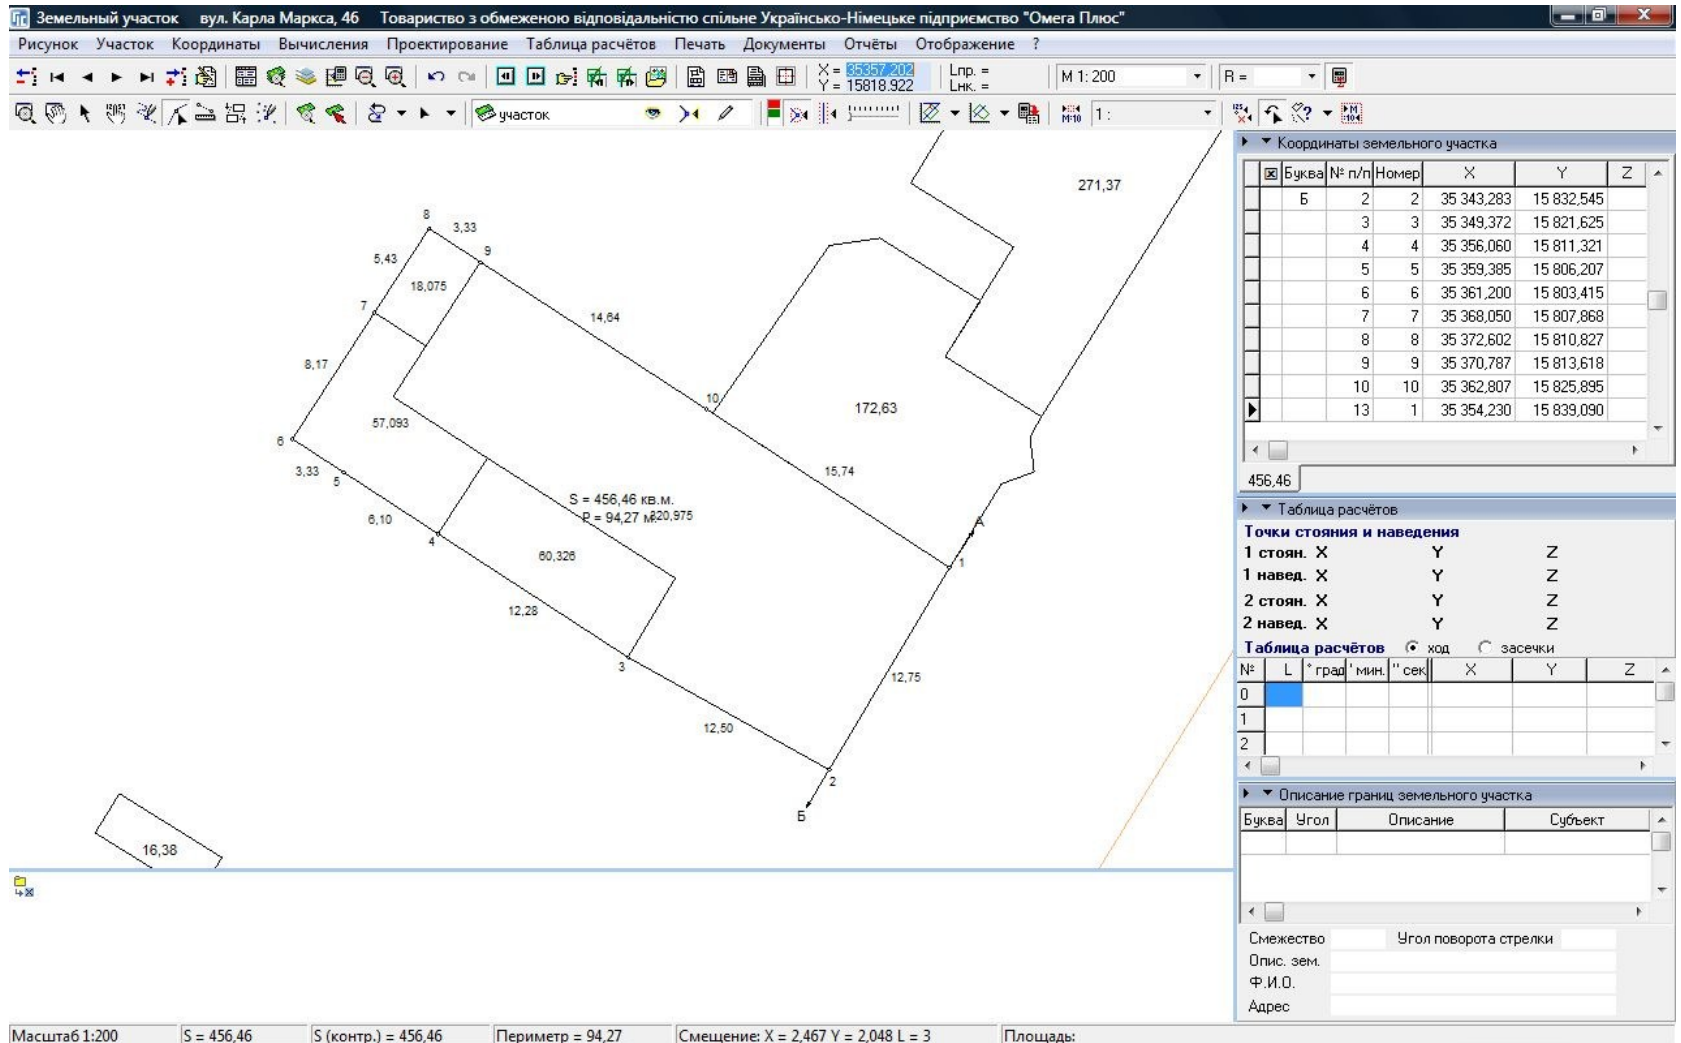 Земельный участок вул. Карла Маркса, 46 Товариство з обмеженою відповідальністю спільне Українсько-Німецьке підприємство "Омега Плюс"
Рисунок Участок Координаты Вычисления Проектирование Таблица расчётов Печать Документы Отчёты Отображение ?
X = 35357,202 Lпр. = M 1: 200 R =
Y = 15818.922 Lнк. =
участок 1 :
271,37
8
3,33
9
5,43
18,075
7
14,64
8,17
10
172,63
57,093
6
3,33
5
15,74
S = 456,46 кв.м.
P = 94,27 м.
320,975
6,10
4
А
60,326
1
12,28
3
12,75
12,50
2
Б
16,38
Координаты земельного участка
Буква № п/п Номер X Y Z
Б 2 2 35 343,283 15 832,545
3 3 35 349,372 15 821,625
4 4 35 356,060 15 811,321
5 5 35 359,385 15 806,207
6 6 35 361,200 15 803,415
7 7 35 368,050 15 807,868
8 8 35 372,602 15 810,827
9 9 35 370,787 15 813,618
10 10 35 362,807 15 825,895
13 1 35 354,230 15 839,090
456,46
Таблица расчётов
Точки стояния и наведения
1 стоян. X Y Z
1 навед. X Y Z
2 стоян. X Y Z
2 навед. X Y Z
Таблица расчётов ход засечки
№ L ° град ' мин. '' сек X Y Z
0
1
2
Описание границ земельного участка
Буква Угол Описание Субъект
Смежество Угол поворота стрелки
Опис. зем.
Ф.И.О.
Адрес
Масштаб 1:200 S = 456,46 S (контр.) = 456,46 Периметр = 94,27 Смещение: X = 2,467 Y = 2,048 L = 3 Площадь: